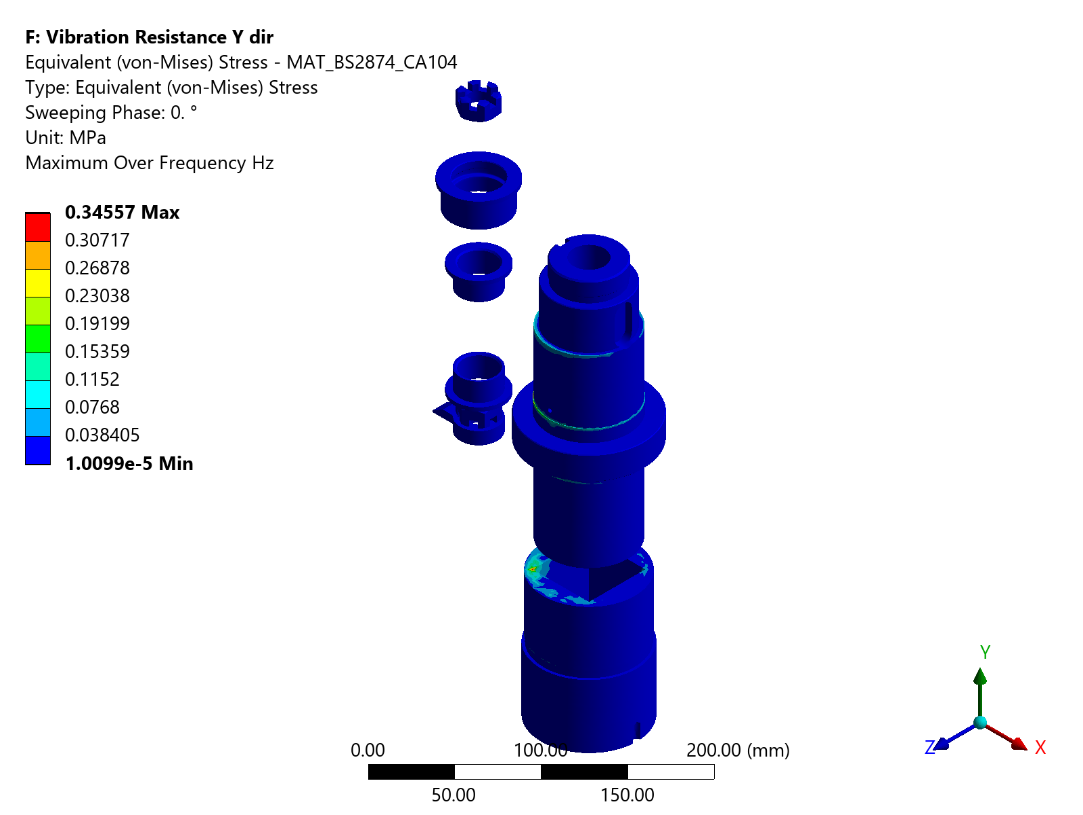 F: Vibration Resistance Y dir
Equivalent (von-Mises) Stress - MAT_BS2874_CA104
Type: Equivalent (von-Mises) Stress
Sweeping Phase: 0. °
Unit: MPa
Maximum Over Frequency Hz
0.34557 Max
0.30717
0.26878
0.23038
0.19199
0.15359
0.1152
0.0768
0.038405
1.0099e-5 Min
Y
Z X
0.00 100.00 200.00 (mm)
50.00 150.00